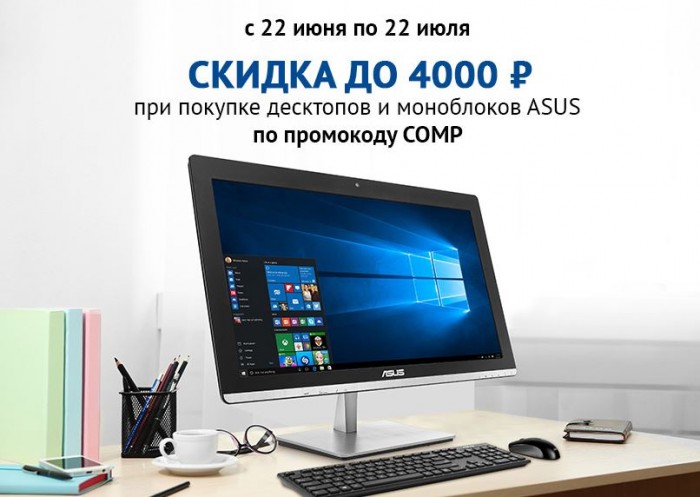 с 22 июня по 22 июля
СКИДКА ДО 4000 ₽
при покупке десктопов и моноблоков ASUS
по промокоду COMP
ASUS